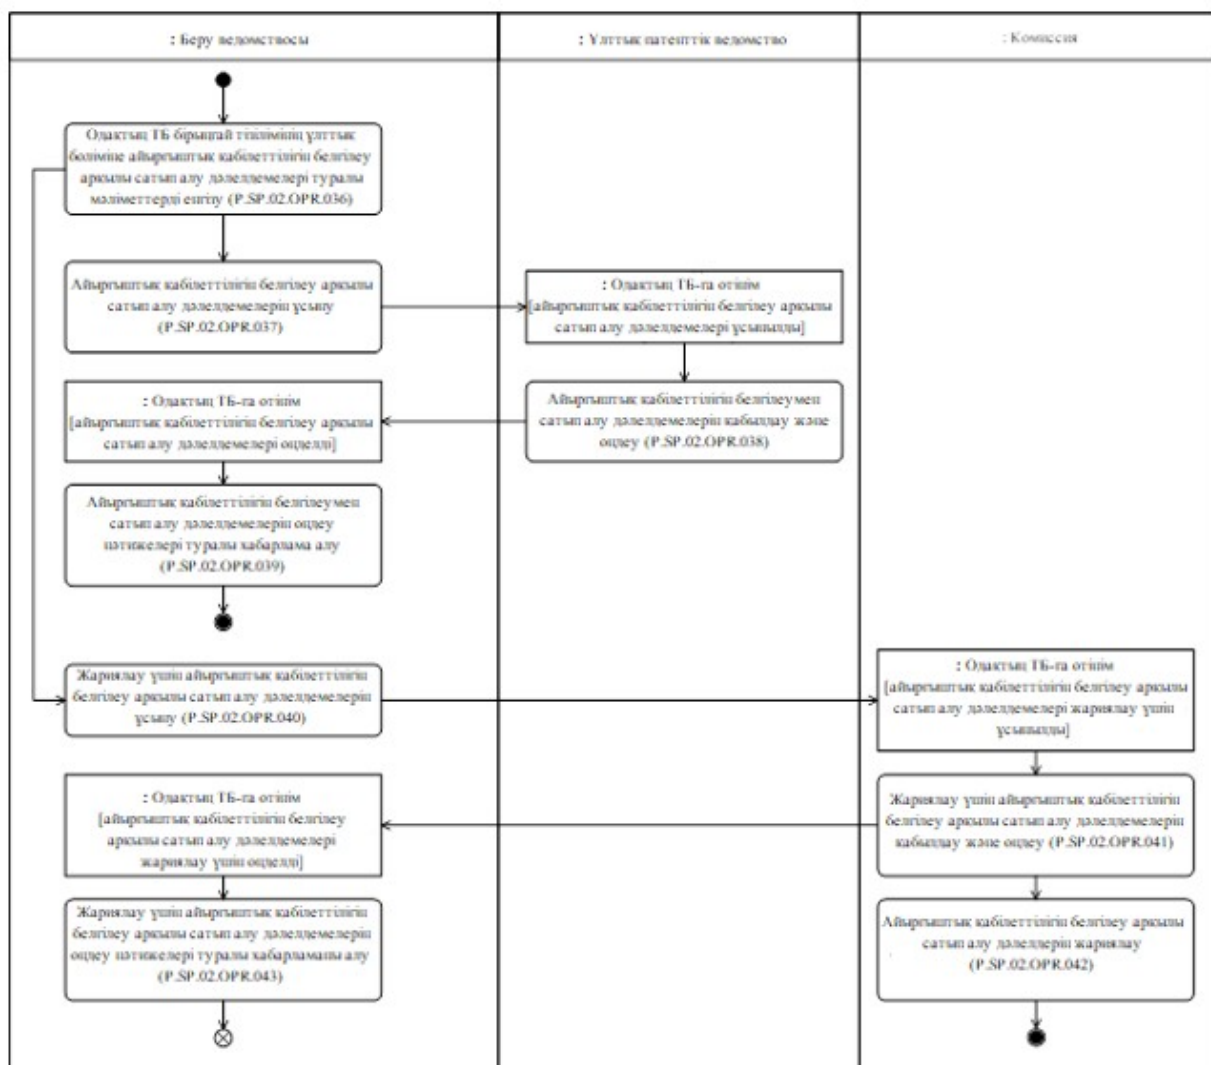 : Беру ведомствосы
: Ұлттық патенттік ведомство
: Комиссия
Одақтың ТБ бірыңғай тізілімінің ұлттық
бөліміне айырғыштық қабілеттілігін белгілеу
арқылы сатып алу дәлелдемелері туралы
мәліметтерді енгізу (P.SP.02.OPR.036)
Айырғыштық қабілеттілігін белгілеу арқылы
сатып алу дәлелдемелерін ұсыну
(P.SP.02.OPR.037)
: Одақтың ТБ-ға өтінім
[айырғыштық қабілеттілігін белгілеу арқылы
сатып алу дәлелдемелері ұсынылды]
: Одақтың ТБ-ға өтінім
[айырғыштық қабілеттілігін белгілеу арқылы
сатып алу дәлелдемелері өңделді]
Айырғыштық қабілеттілігін белгілеумен
сатып алу дәлелдемелерін қабылдау және
өңдеу (P.SP.02.OPR.038)
Айырғыштық қабілеттілігін белгілеумен
сатып алу дәлелдемелерін өңдеу
нәтижелері туралы хабарлама алу
(P.SP.02.OPR.039)
Жариялау үшін айырғыштық қабілеттілігін
белгілеу арқылы сатып алу дәлелдемелерін
ұсыну (P.SP.02.OPR.040)
: Одақтың ТБ-ға өтінім
[айырғыштық қабілеттілігін белгілеу арқылы
сатып алу дәлелдемелері жариялау үшін
ұсынылды]
: Одақтың ТБ-ға өтінім
[айырғыштық қабілеттілігін белгілеу
арқылы сатып алу дәлелдемелері
жариялау үшін өңделді]
Жариялау үшін айырғыштық қабілеттілігін
белгілеу арқылы сатып алу дәлелдемелерін
қабылдау және өңдеу (P.SP.02.OPR.041)
Жариялау үшін айырғыштық қабілеттілігін
белгілеу арқылы сатып алу дәлелдемелерін
өңдеу нәтижелері туралы хабарламаны алу
(P.SP.02.OPR.043)
Айырғыштық қабілеттілігін белгілеу арқылы
сатып алу дәлелдерін жариялау
(P.SP.02.OPR.042)